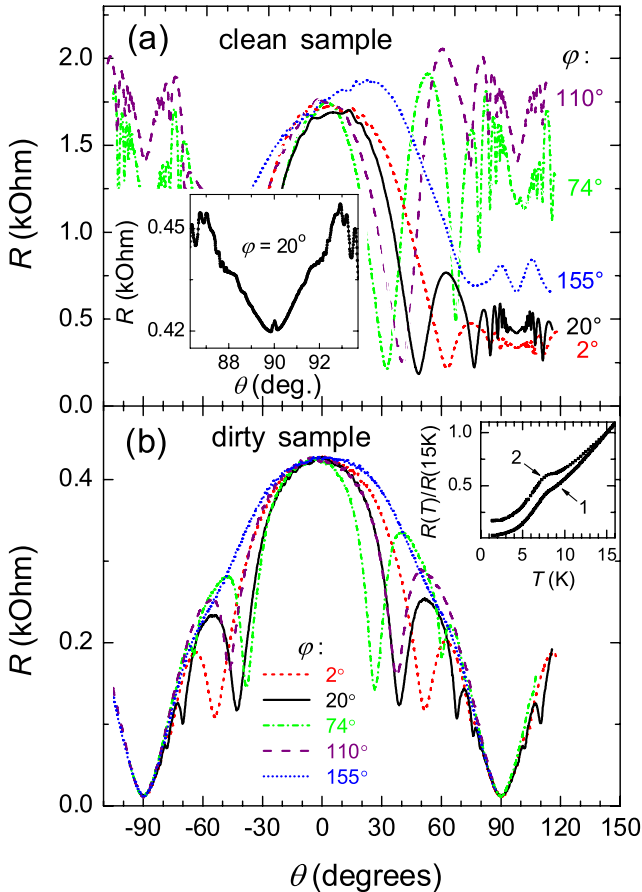 (a) clean sample
φ :
110°
74°
155°
20°
2°
2.0
1.5
1.0
0.5
0.0
R (kOhm)
0.45
0.42
R (kOhm)
φ = 20°
88 90 92
θ (deg.)
(b) dirty sample
0.4
0.2
0.0
R (kOhm)
1.0
0.5
R(T)/R(15K)
2
1
0 5 10 15
T (K)
φ :
2°
20°
74°
110°
155°
-90 -60 -30 0 30 60 90 120
θ (degrees)